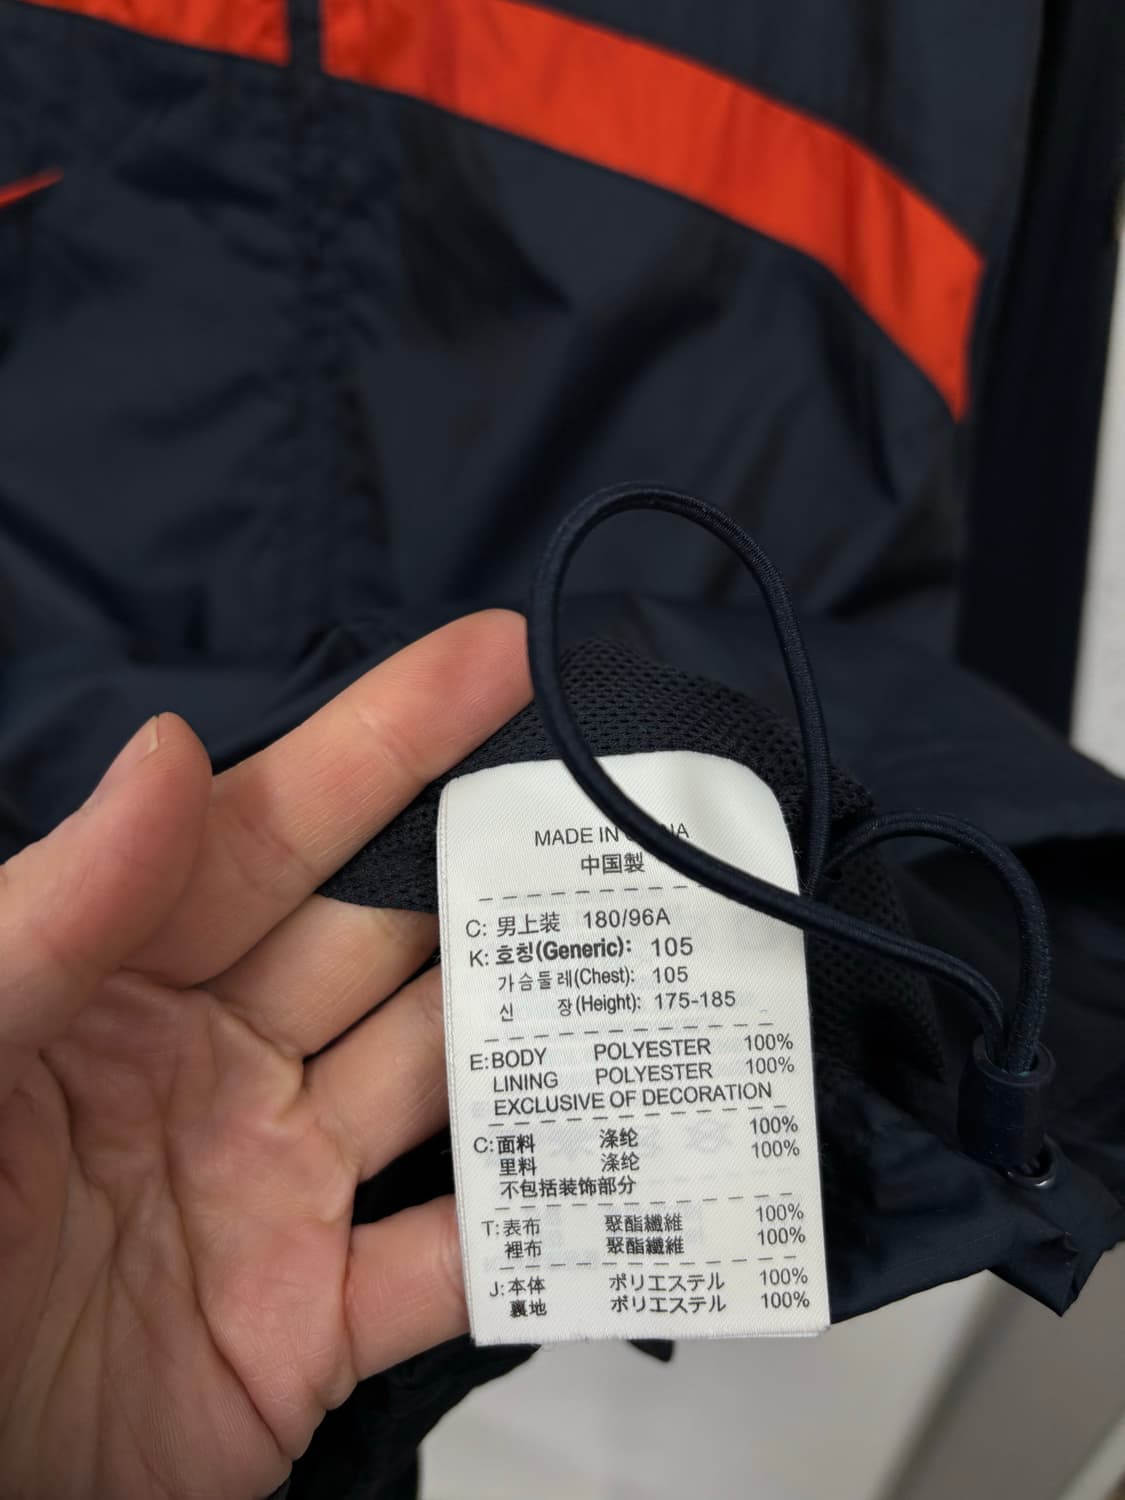 MADE IN CHINA
中国製
C: 男上装 180/96A
K: 호칭(Generic): 105
가슴둘레(Chest): 105
신 장(Height): 175-185
E: BODY POLYESTER 100%
LINING POLYESTER 100%
EXCLUSIVE OF DECORATION
C: 面料 涤纶 100%
里料 涤纶 100%
不包括装饰部分
T: 表布 聚酯纖維 100%
裡布 聚酯纖維 100%
J: 本体 ポリエステル 100%
裏地 ポリエステル 100%